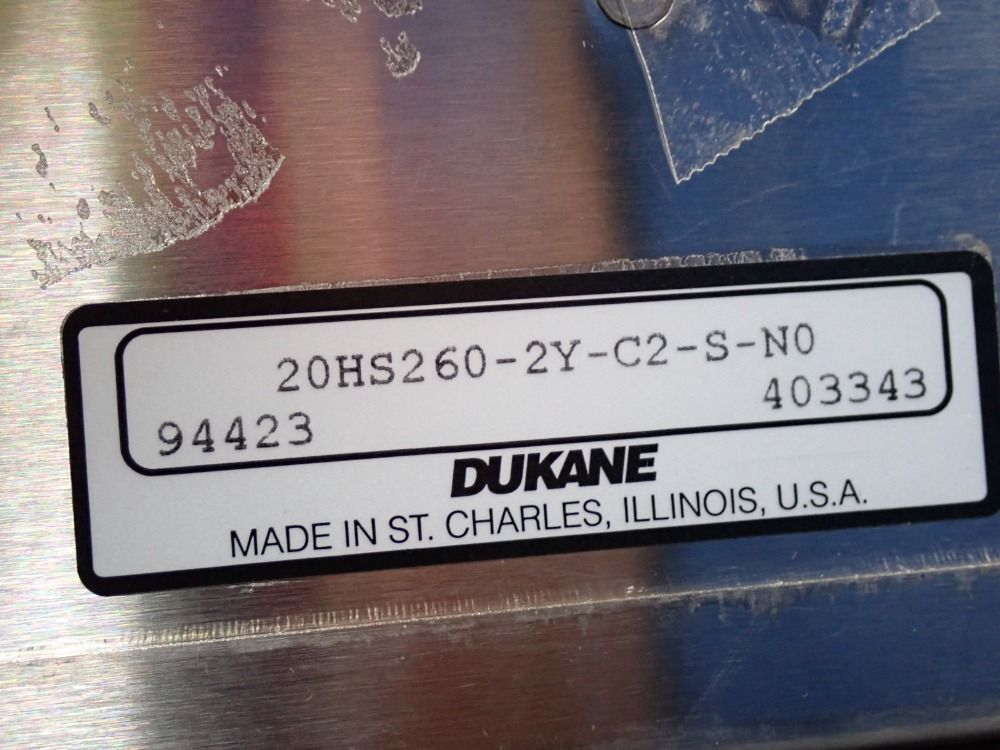 20HS260-2Y-C2-S-N0
94423 403343
DUKANE
MADE IN ST. CHARLES, ILLINOIS, U.S.A.